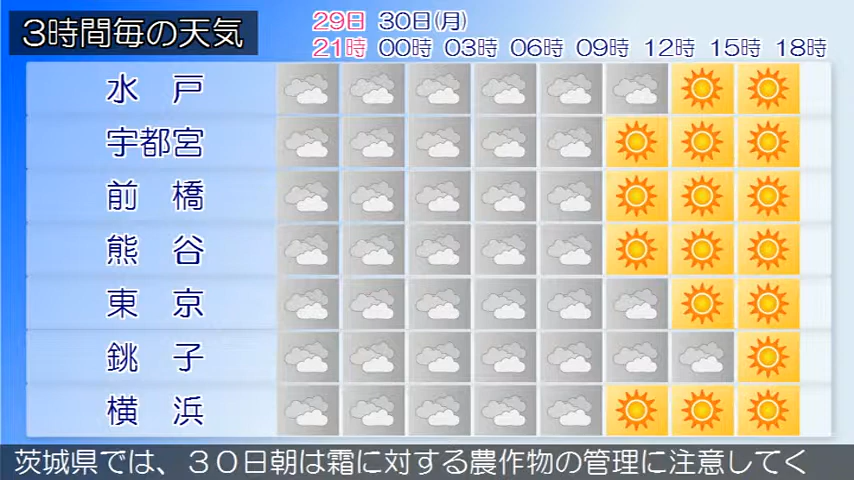 3時間毎の天気
29日 30日(月)
21時 00時 03時 06時 09時 12時 15時 18時
水　戸
宇都宮
前　橋
熊　谷
東　京
銚　子
横　浜
茨城県では、３０日朝は霜に対する農作物の管理に注意してく